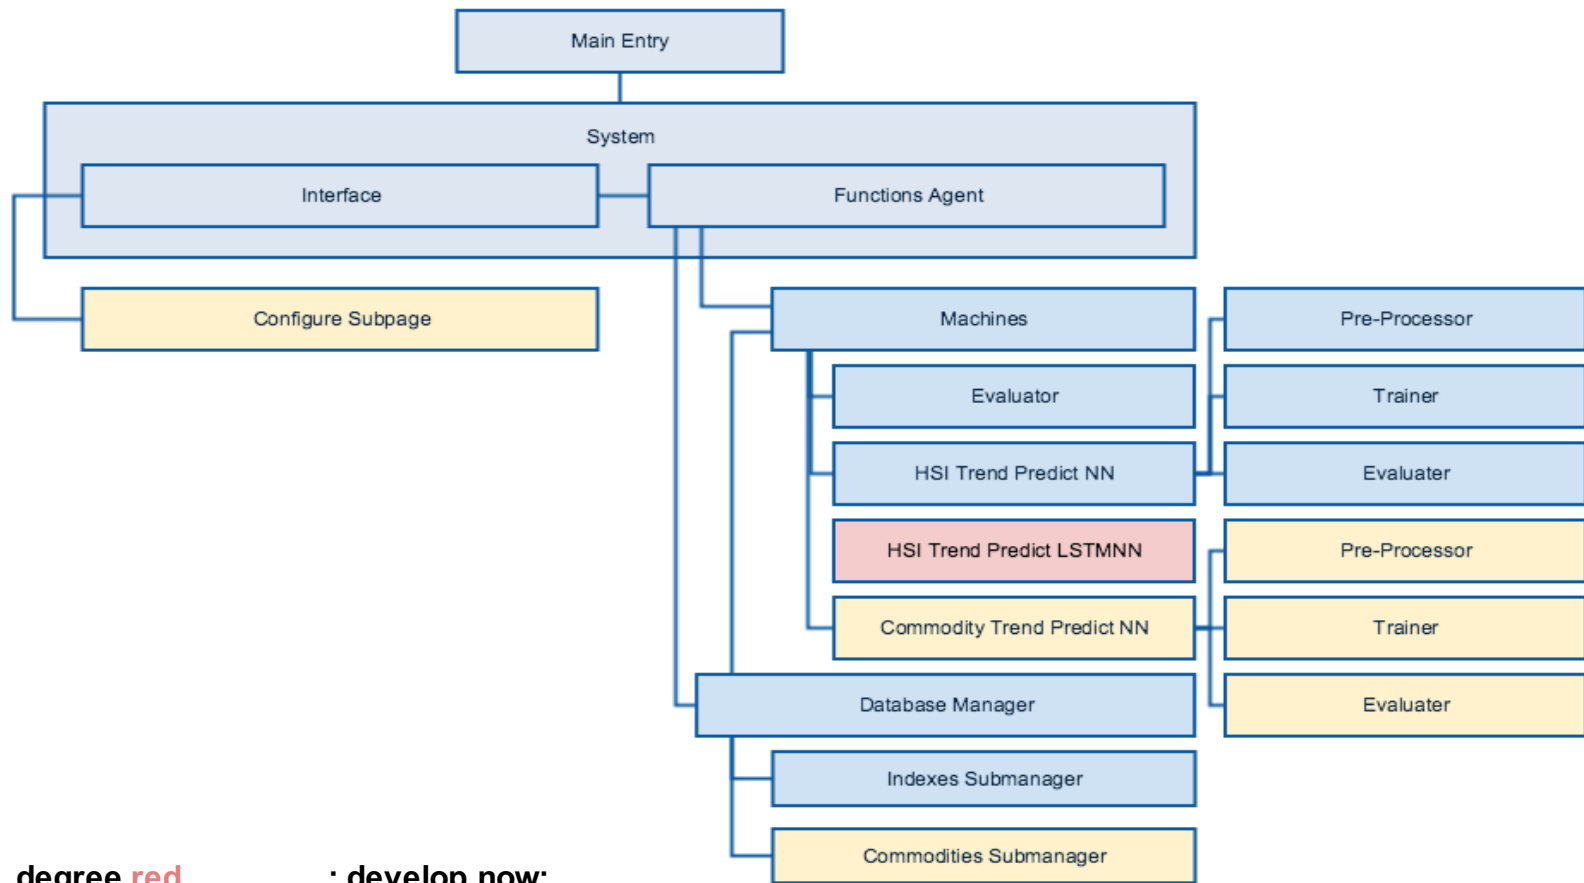 Main Entry
System
Interface
Functions Agent
Configure Subpage
Machines
Pre-Processor
Evaluator
Trainer
HSI Trend Predict NN
Evaluater
HSI Trend Predict LSTMNN
Pre-Processor
Commodity Trend Predict NN
Trainer
Database Manager
Evaluater
Indexes Submanager
Commodities Submanager
degree red : develop now: